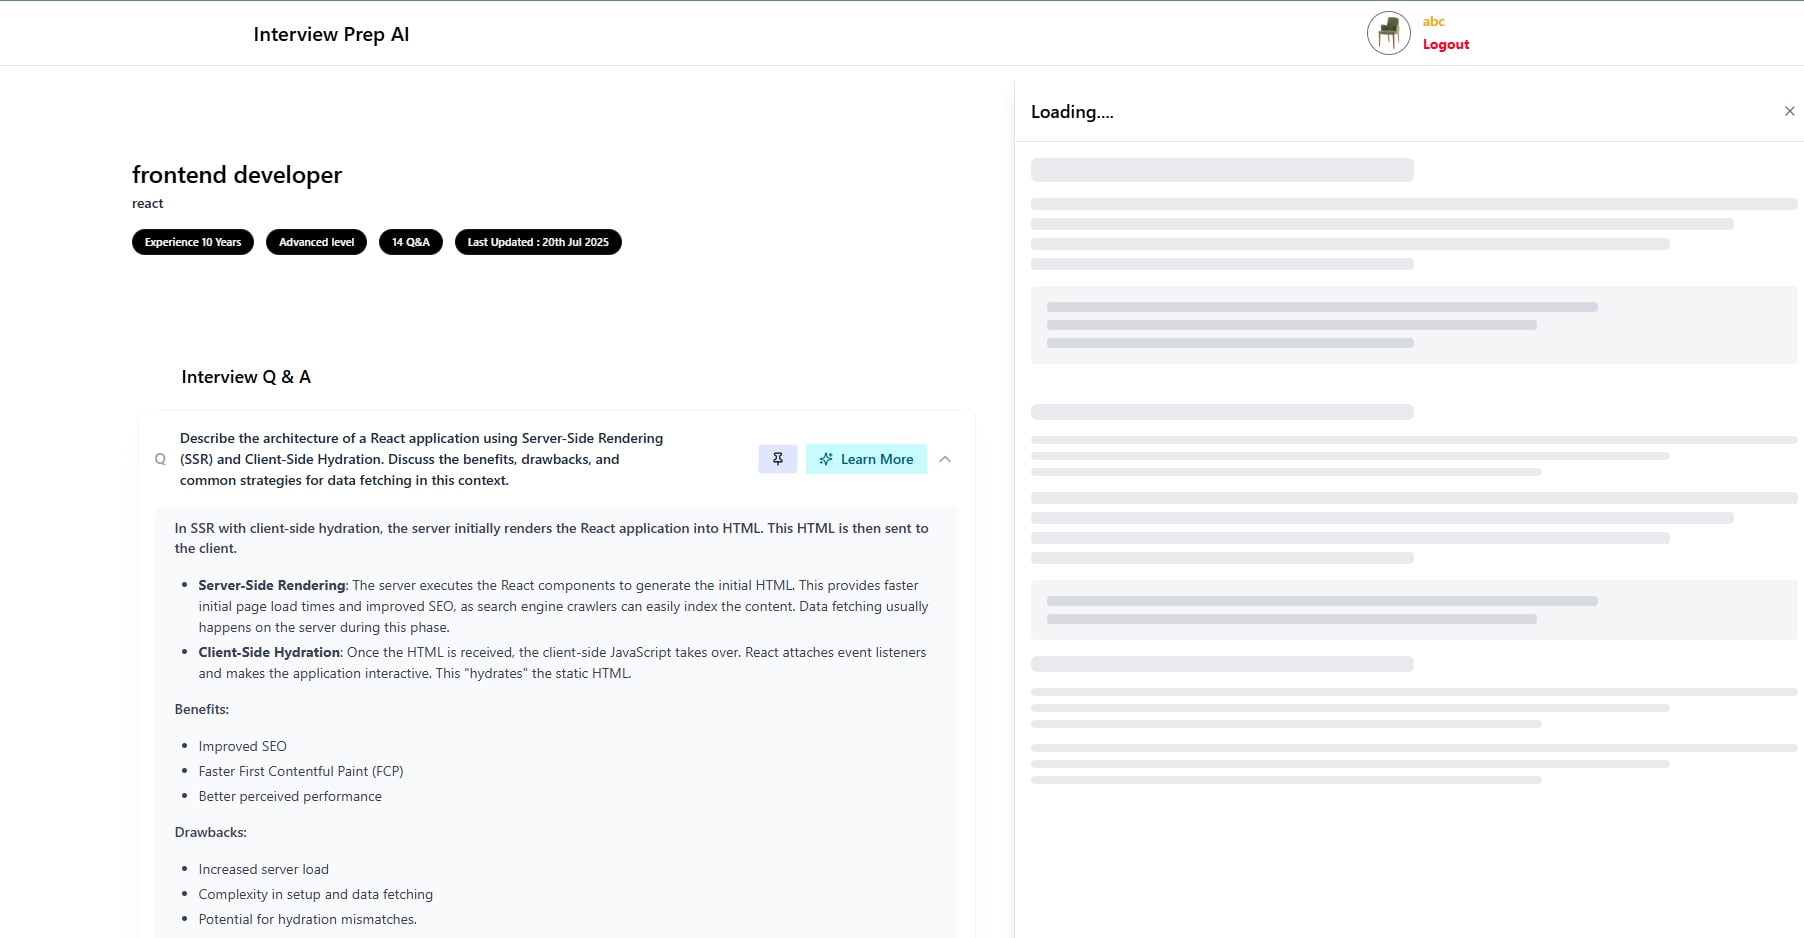 Interview Prep AI
abc
Logout
frontend developer
react
Experience 10 Years
Advanced level
14 Q&A
Last Updated : 20th Jul 2025
Interview Q & A
Q
Describe the architecture of a React application using Server-Side Rendering
(SSR) and Client-Side Hydration. Discuss the benefits, drawbacks, and
common strategies for data fetching in this context.
Learn More
In SSR with client-side hydration, the server initially renders the React application into HTML. This HTML is then sent to
the client.
• Server-Side Rendering: The server executes the React components to generate the initial HTML. This provides faster
initial page load times and improved SEO, as search engine crawlers can easily index the content. Data fetching usually
happens on the server during this phase.
• Client-Side Hydration: Once the HTML is received, the client-side JavaScript takes over. React attaches event listeners
and makes the application interactive. This "hydrates" the static HTML.
Benefits:
• Improved SEO
• Faster First Contentful Paint (FCP)
• Better perceived performance
Drawbacks:
• Increased server load
• Complexity in setup and data fetching
• Potential for hydration mismatches.
Loading....